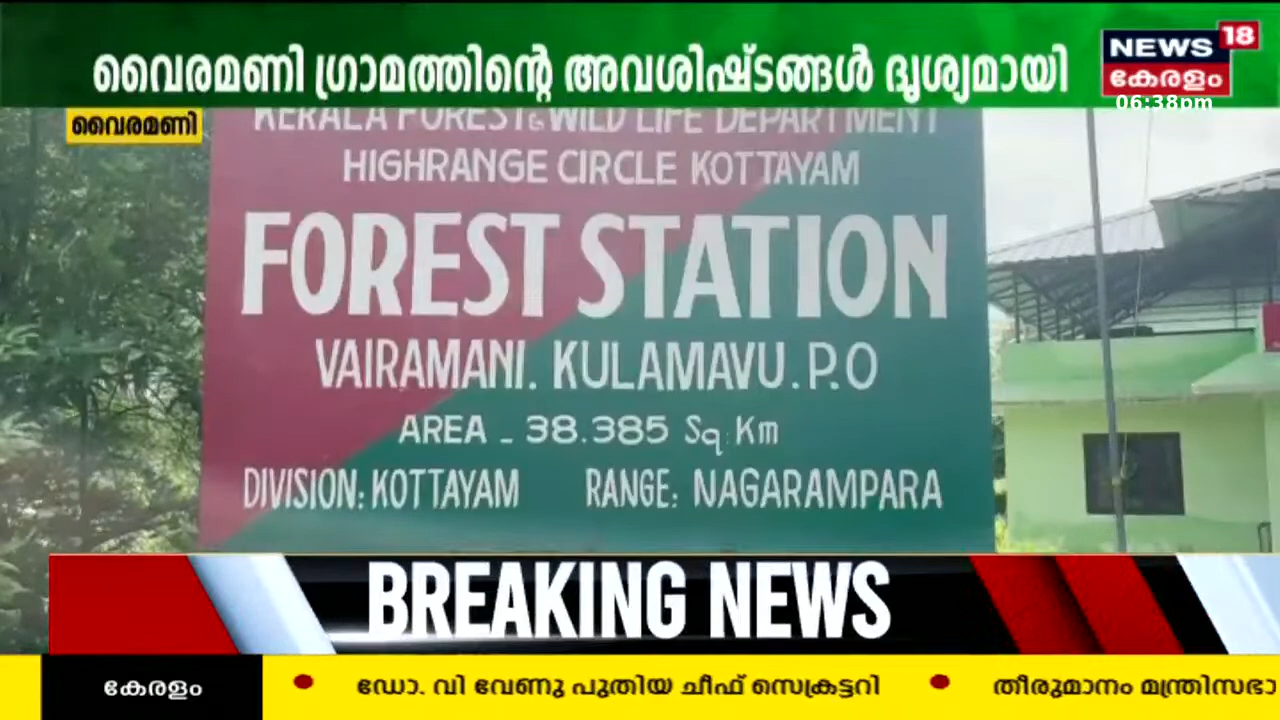 വൈരമണി ഗ്രാമത്തിന്റെ അവശിഷ്ടങ്ങൾ ദൃശ്യമായി
NEWS 18
കേരളം
06:38pm
വൈരമണി
KERALA FOREST & WILD LIFE DEPARTMENT
HIGHRANGE CIRCLE KOTTAYAM
FOREST STATION
VAIRAMANI. KULAMAVU.P.O
AREA - 38.385 Sq.Km
DIVISION: KOTTAYAM RANGE: NAGARAMPARA
BREAKING NEWS
കേരളം • ഡോ. വി വേണു പുതിയ ചീഫ് സെക്രട്ടറി • തീരുമാനം മന്ത്രിസഭാ